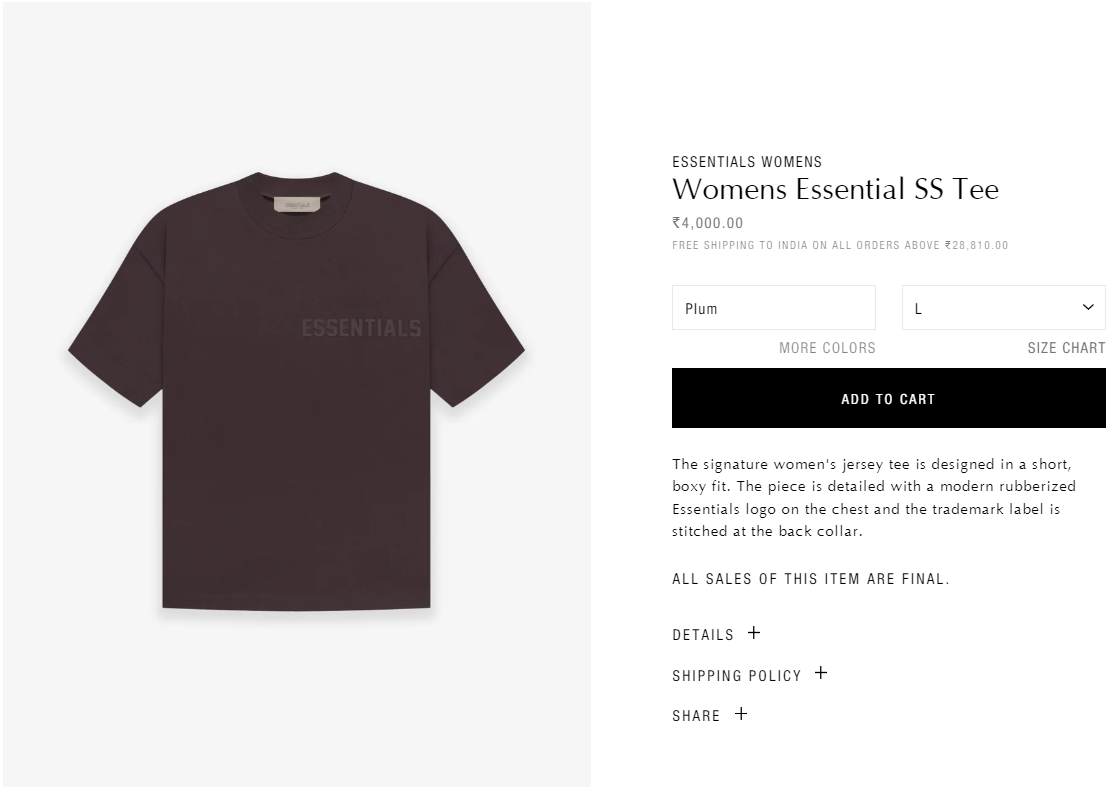 ESSENTIALS
ESSENTIALS WOMENS
Womens Essential SS Tee
₹4,000.00
FREE SHIPPING TO INDIA ON ALL ORDERS ABOVE ₹28,810.00
Plum
L
MORE COLORS
SIZE CHART
ADD TO CART
The signature women's jersey tee is designed in a short,
boxy fit. The piece is detailed with a modern rubberized
Essentials logo on the chest and the trademark label is
stitched at the back collar.
ALL SALES OF THIS ITEM ARE FINAL.
DETAILS +
SHIPPING POLICY +
SHARE +